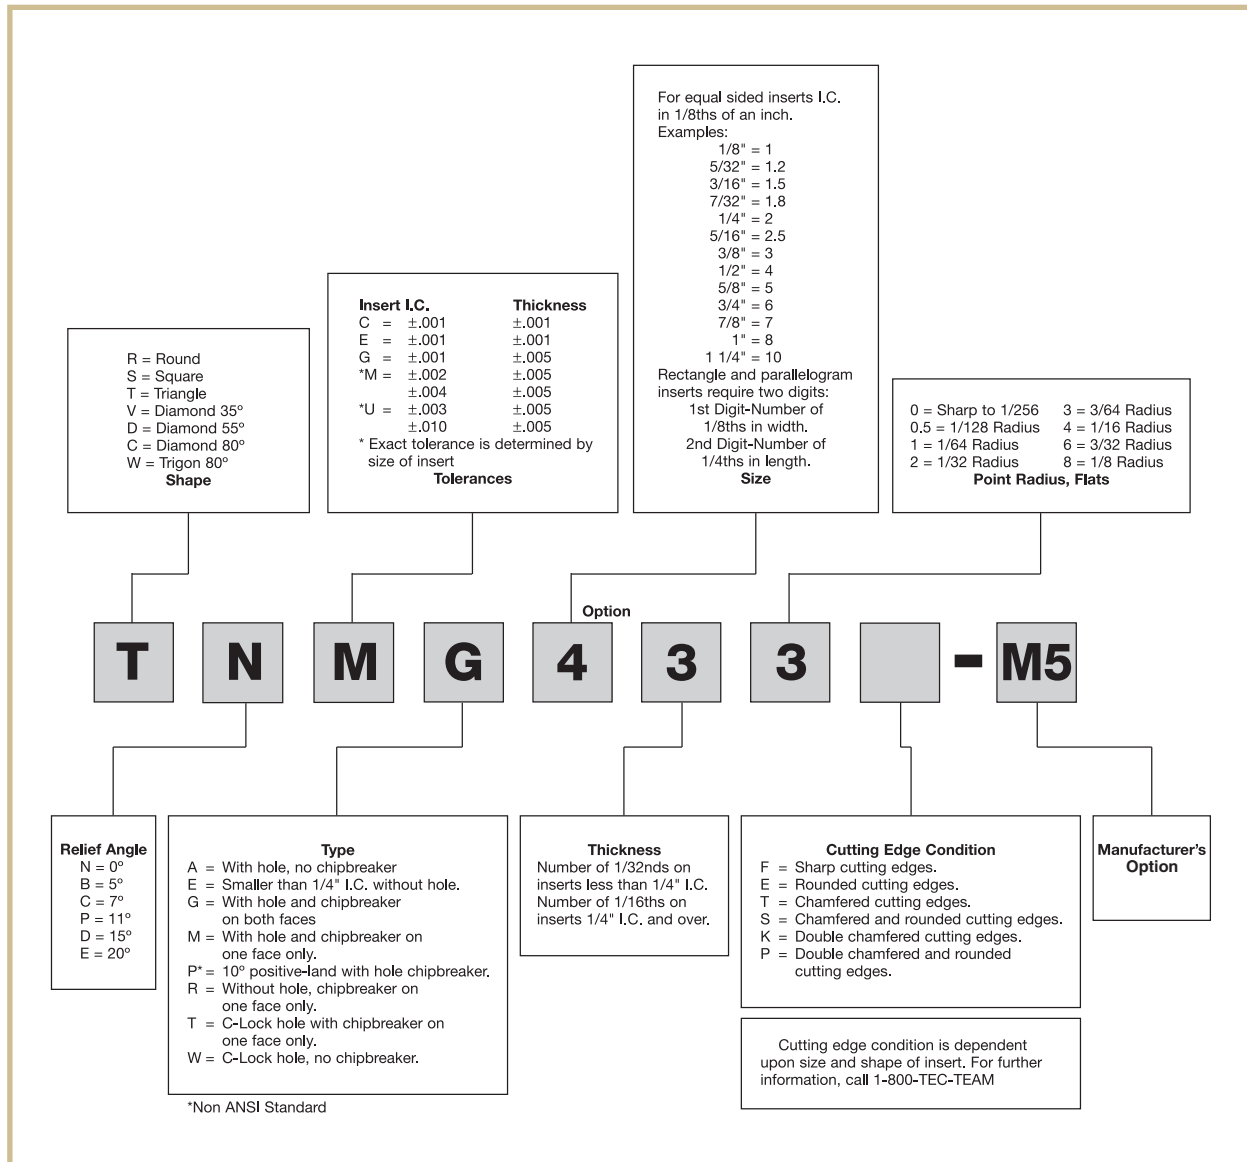 For equal sided inserts I.C.
in 1/8ths of an inch.
Examples:
1/8" = 1
5/32" = 1.2
3/16" = 1.5
7/32" = 1.8
1/4" = 2
5/16" = 2.5
3/8" = 3
1/2" = 4
5/8" = 5
3/4" = 6
7/8" = 7
1" = 8
1 1/4" = 10
Rectangle and parallelogram
inserts require two digits:
1st Digit-Number of
1/8ths in width.
2nd Digit-Number of
1/4ths in length.
Size
Insert I.C. Thickness
C = ±.001 ±.001
E = ±.001 ±.001
G = ±.001 ±.005
*M = ±.002 ±.005
±.004 ±.005
*U = ±.003 ±.005
±.010 ±.005
* Exact tolerance is determined by
size of insert
Tolerances
R = Round
S = Square
T = Triangle
V = Diamond 35º
D = Diamond 55º
C = Diamond 80º
W = Trigon 80º
Shape
0 = Sharp to 1/256 3 = 3/64 Radius
0.5 = 1/128 Radius 4 = 1/16 Radius
1 = 1/64 Radius 6 = 3/32 Radius
2 = 1/32 Radius 8 = 1/8 Radius
Point Radius, Flats
Option
T N M G 4 3 3 - M5
Relief Angle
N = 0º
B = 5º
C = 7º
P = 11º
D = 15º
E = 20º
Type
A = With hole, no chipbreaker
E = Smaller than 1/4" I.C. without hole.
G = With hole and chipbreaker
on both faces
M = With hole and chipbreaker on
one face only.
P* = 10º positive-land with hole chipbreaker.
R = Without hole, chipbreaker on
one face only.
T = C-Lock hole with chipbreaker on
one face only.
W = C-Lock hole, no chipbreaker.
*Non ANSI Standard
Thickness
Number of 1/32nds on
inserts less than 1/4" I.C.
Number of 1/16ths on
inserts 1/4" I.C. and over.
Cutting Edge Condition
F = Sharp cutting edges.
E = Rounded cutting edges.
T = Chamfered cutting edges.
S = Chamfered and rounded cutting edges.
K = Double chamfered cutting edges.
P = Double chamfered and rounded
cutting edges.
Cutting edge condition is dependent
upon size and shape of insert. For further
information, call 1-800-TEC-TEAM
Manufacturer's
Option